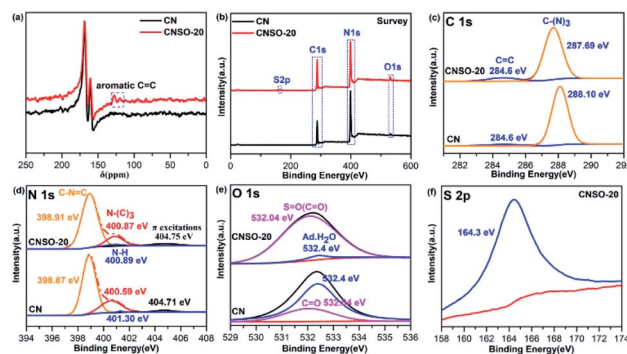 (a)
CN
CNSO-20
aromatic C=C
250 200 150 100 50 0
δ(ppm)
(b)
CN
CNSO-20
Survey
C1s
N1s
O1s
S2p
Intensity(a.u.)
0 200 400 600
Binding Energy(eV)
(c)
C 1s
C-(N)3
287.69 eV
C=C
284.6 eV
CNSO-20
288.10 eV
284.6 eV
CN
Intensity(a.u.)
282 284 286 288 290
Binding Energy(eV)
(d)
N 1s
C-N=C
398.91 eV
N-(C)3
400.87 eV
π excitations
404.75 eV
CNSO-20
N-H
400.89 eV
398.87 eV
400.59 eV
404.71 eV
CN
401.30 eV
Intensity(a.u.)
394 396 398 400 402 404 406 408
Binding Energy(eV)
(e)
O 1s
S=O(C=O)
532.04 eV
CNSO-20
Ad.H2O
532.4 eV
532.4 eV
C=O
CN
Intensity(a.u.)
529 530 531 532 533 534 535 536
Binding Energy(eV)
(f)
S 2p
CNSO-20
164.3 eV
Intensity(a.u.)
158 160 162 164 166 168 170 172 174
Binding Energy(eV)